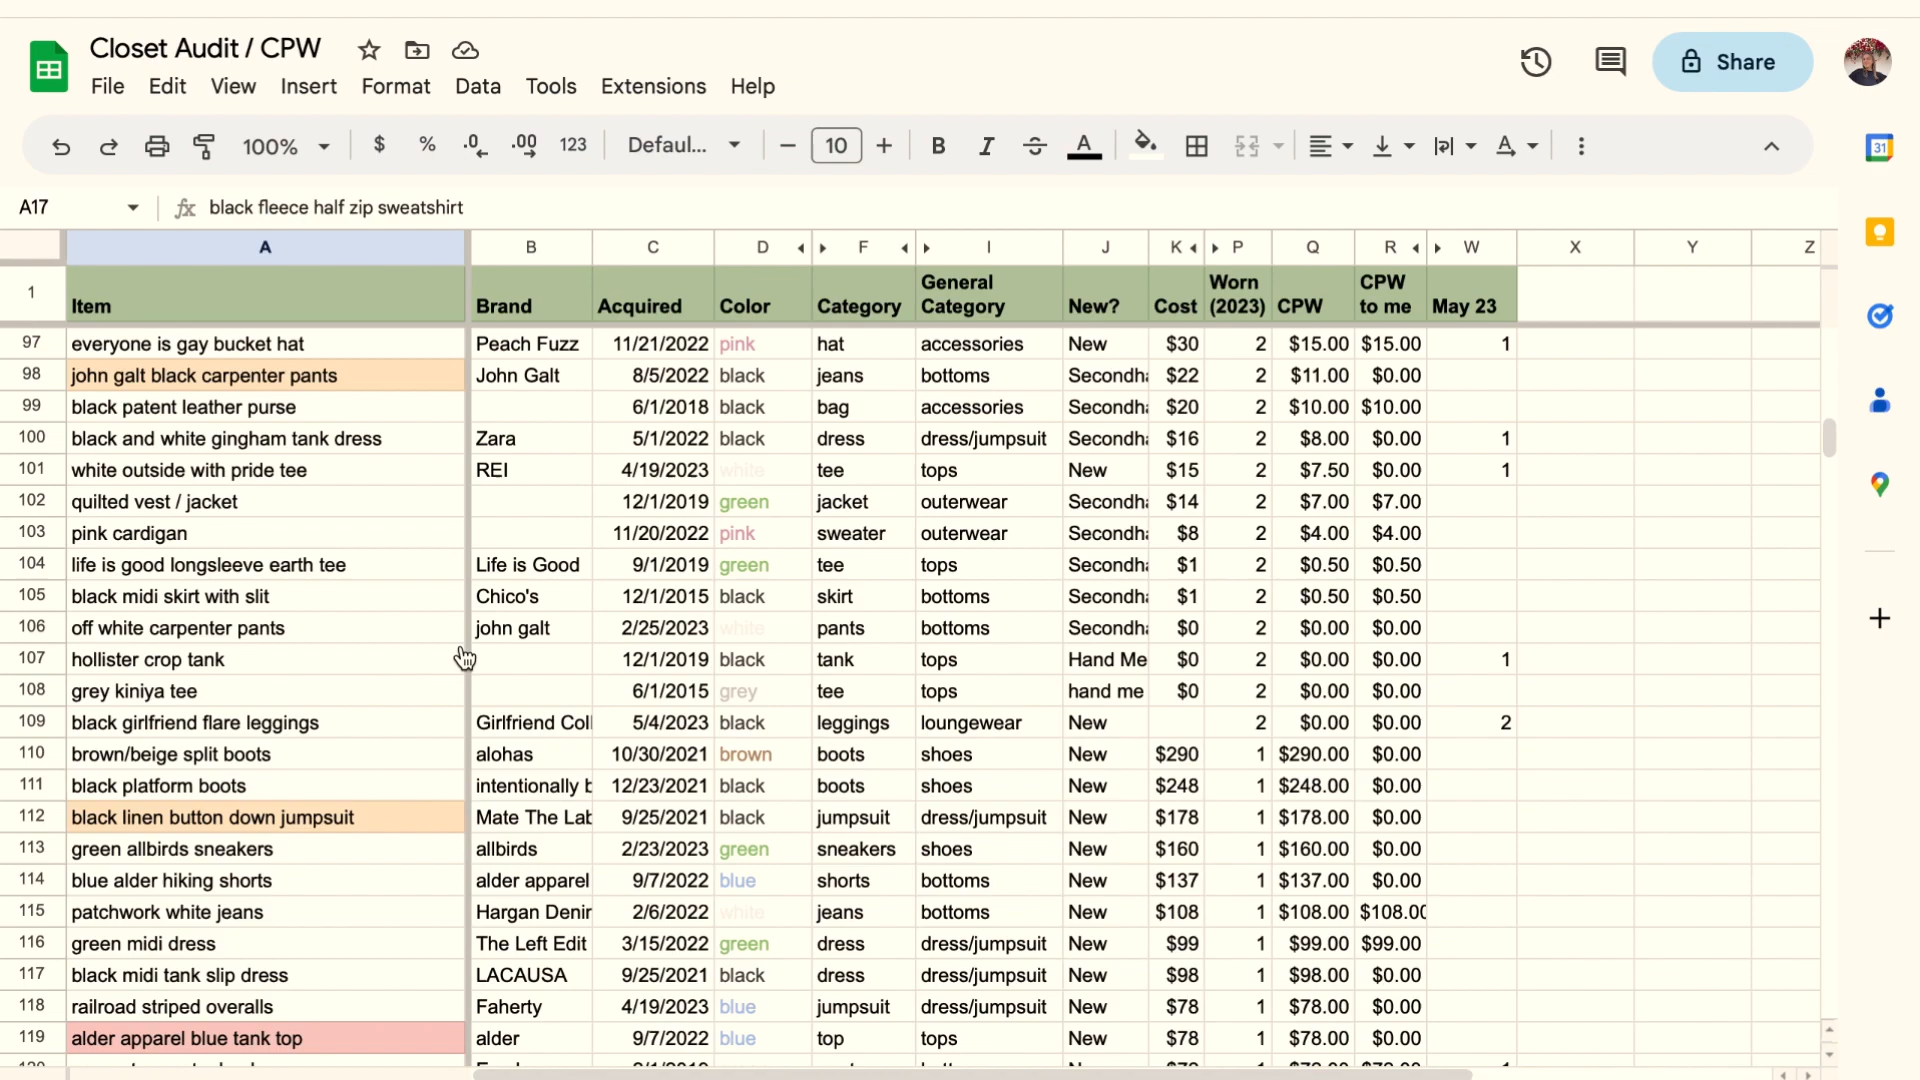 Closet Audit / CPW
Share
File Edit View Insert Format Data Tools Extensions Help
100% $ % .0 .00 123 Defaul... 10 B I A
31
A17 fx black fleece half zip sweatshirt
A B C D F I J K P Q R W X Y Z
1 Item Brand Acquired Color Category General Category New? Cost Worn (2023) CPW CPW to me May 23
97 everyone is gay bucket hat Peach Fuzz 11/21/2022 pink hat accessories New $30 2 $15.00 $15.00 1
98 john galt black carpenter pants John Galt 8/5/2022 black jeans bottoms Secondha $22 2 $11.00 $0.00
99 black patent leather purse 6/1/2018 black bag accessories Secondha $20 2 $10.00 $10.00
100 black and white gingham tank dress Zara 5/1/2022 black dress dress/jumpsuit Secondha $16 2 $8.00 $0.00 1
101 white outside with pride tee REI 4/19/2023 white tee tops New $15 2 $7.50 $0.00 1
102 quilted vest / jacket 12/1/2019 green jacket outerwear Secondha $14 2 $7.00 $7.00
103 pink cardigan 11/20/2022 pink sweater outerwear Secondha $8 2 $4.00 $4.00
104 life is good longsleeve earth tee Life is Good 9/1/2019 green tee tops Secondha $1 2 $0.50 $0.50
105 black midi skirt with slit Chico's 12/1/2015 black skirt bottoms Secondha $1 2 $0.50 $0.50
106 off white carpenter pants john galt 2/25/2023 white pants bottoms Secondha $0 2 $0.00 $0.00
107 hollister crop tank 12/1/2019 black tank tops Hand Me $0 2 $0.00 $0.00 1
108 grey kiniya tee 6/1/2015 grey tee tops hand me $0 2 $0.00 $0.00
109 black girlfriend flare leggings Girlfriend Coll 5/4/2023 black leggings loungewear New 2 $0.00 $0.00 2
110 brown/beige split boots alohas 10/30/2021 brown boots shoes New $290 1 $290.00 $0.00
111 black platform boots intentionally b 12/23/2021 black boots shoes New $248 1 $248.00 $0.00
112 black linen button down jumpsuit Mate The Lab 9/25/2021 black jumpsuit dress/jumpsuit New $178 1 $178.00 $0.00
113 green allbirds sneakers allbirds 2/23/2023 green sneakers shoes New $160 1 $160.00 $0.00
114 blue alder hiking shorts alder apparel 9/7/2022 blue shorts bottoms New $137 1 $137.00 $0.00
115 patchwork white jeans Hargan Denim 2/6/2022 white jeans bottoms New $108 1 $108.00 $108.00
116 green midi dress The Left Edit 3/15/2022 green dress dress/jumpsuit New $99 1 $99.00 $99.00
117 black midi tank slip dress LACAUSA 9/25/2021 black dress dress/jumpsuit New $98 1 $98.00 $0.00
118 railroad striped overalls Faherty 4/19/2023 blue jumpsuit dress/jumpsuit New $78 1 $78.00 $0.00
119 alder apparel blue tank top alder 9/7/2022 blue top tops New $78 1 $78.00 $0.00